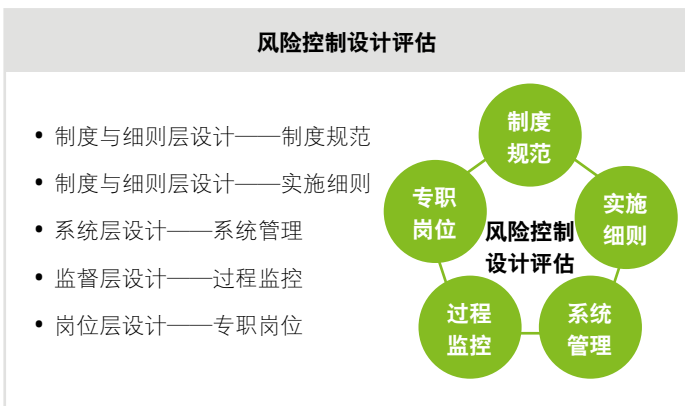 风险控制设计评估
• 制度与细则层设计——制度规范
• 制度与细则层设计——实施细则
• 系统层设计——系统管理
• 监督层设计——过程监控
• 岗位层设计——专职岗位
制度
规范
专职
岗位
实施
细则
风险控制
设计评估
过程
监控
系统
管理